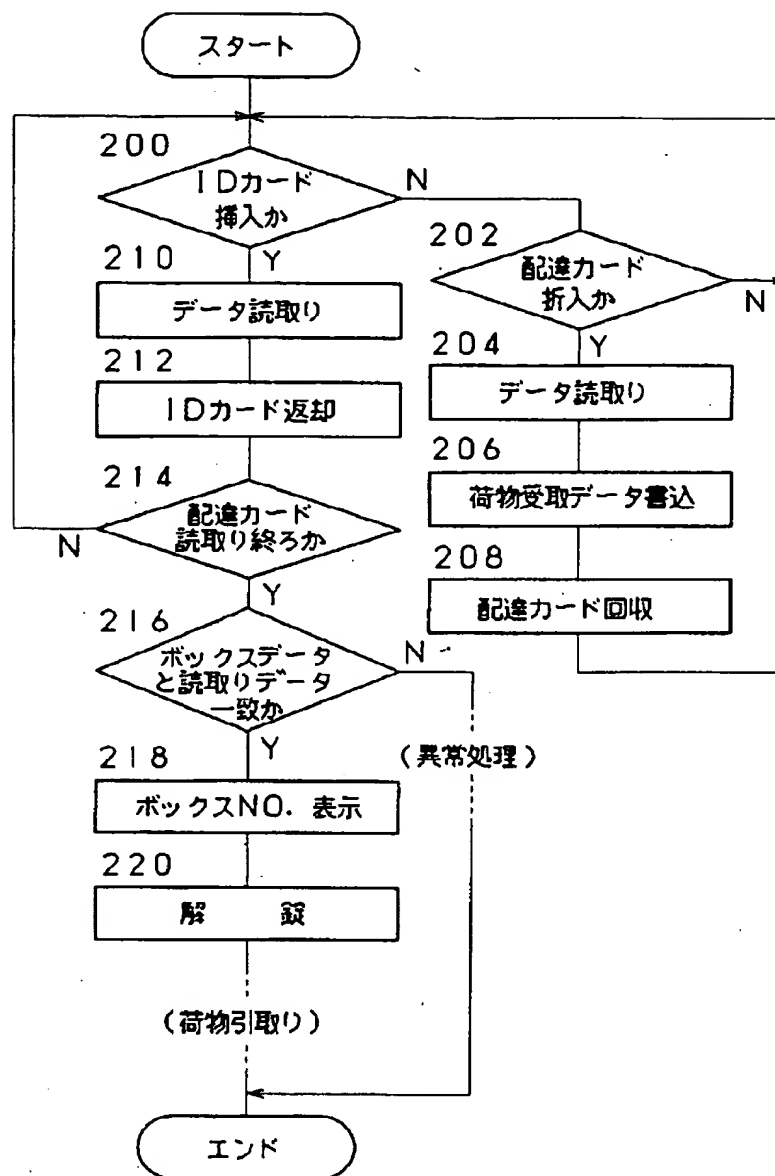 スタート
200
IDカード
挿入か
N
Y
202
配達カード
折入か
N
Y
210
データ読取り
204
データ読取り
212
IDカード返却
206
荷物受取データ書込
214
配達カード
読取り終ろか
N
Y
208
配達カード回収
216
ボックスデータ
と読取りデータ
一致か
N
Y
(異常処理)
218
ボックスNO. 表示
220
解 錠
(荷物引取り)
エンド